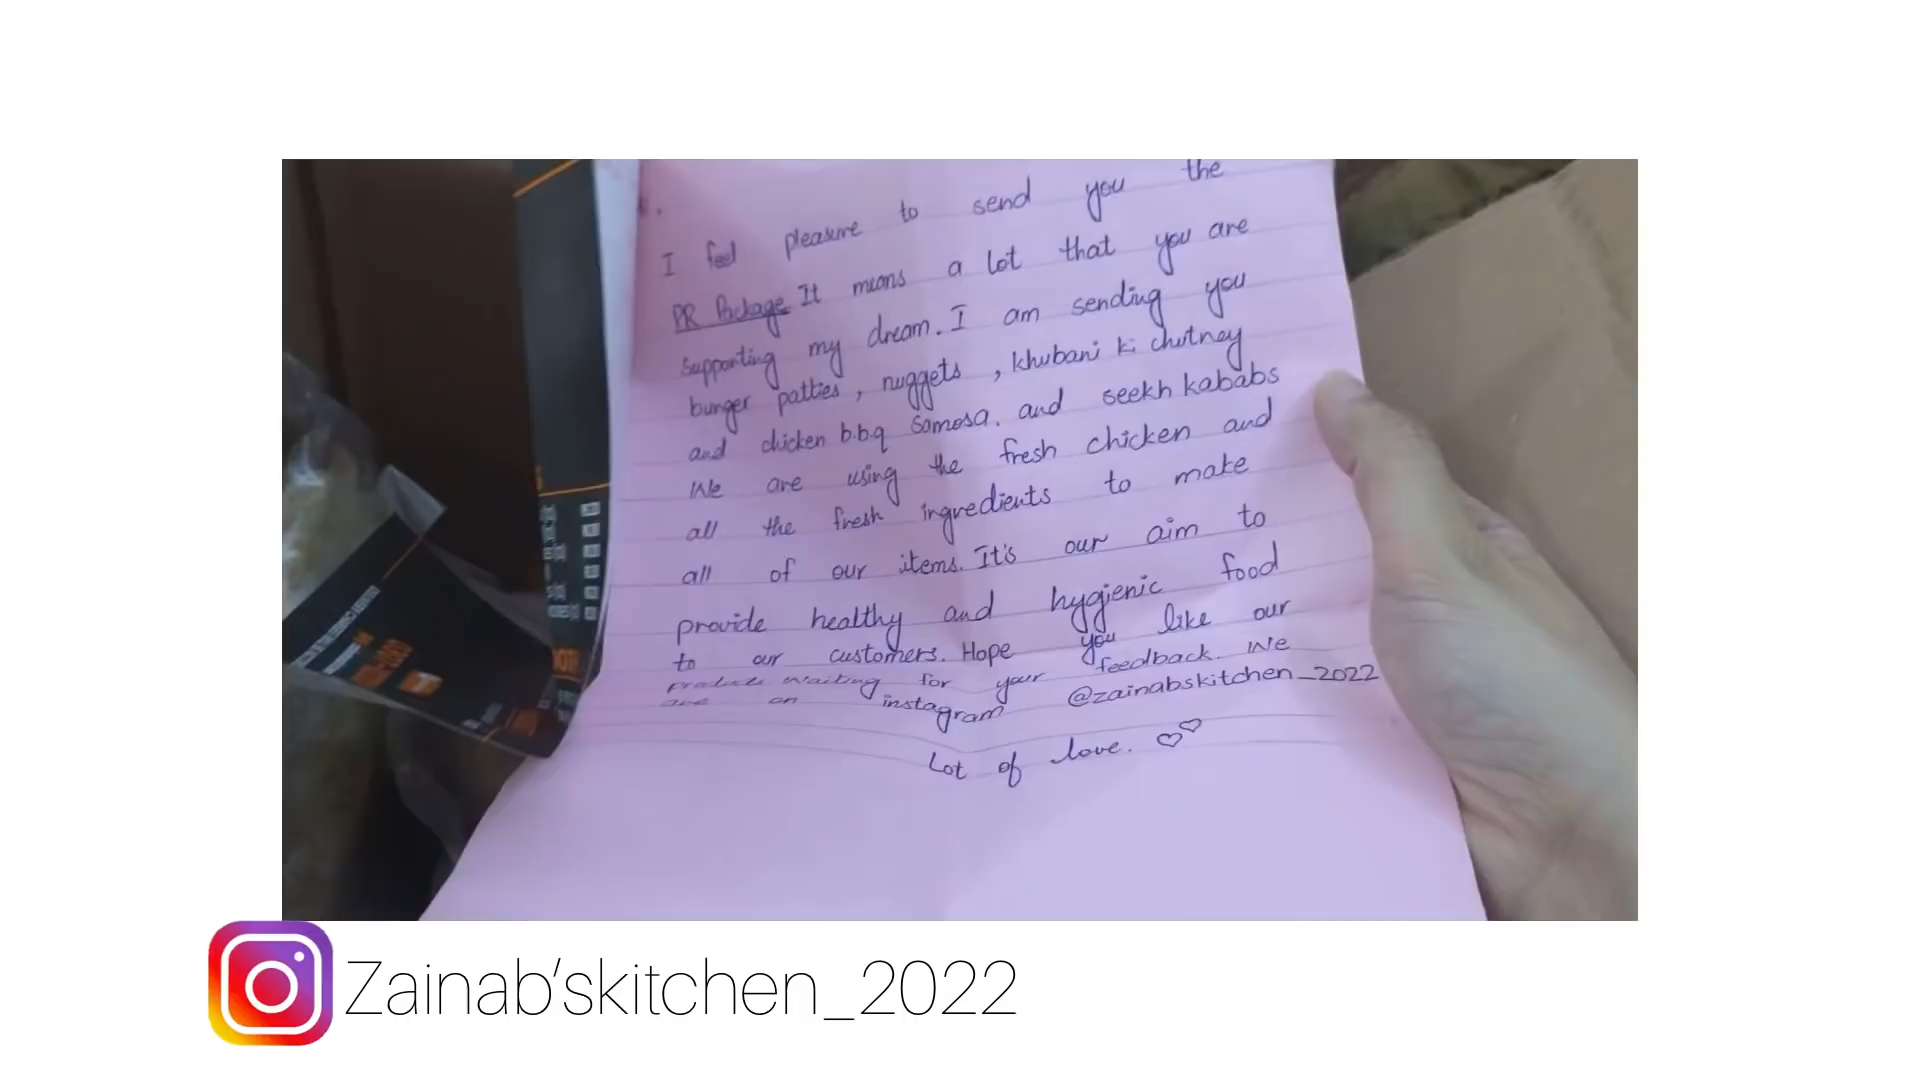 I feel pleasure to send you the
PR Package It means a lot that you are
supporting my dream. I am sending you
burger patties, nuggets, khubani ki chutney
and chicken b.b.q samosa. and seekh kababs
We are using the fresh chicken and
all the fresh ingredients to make
all of our items. It's our aim to
provide healthy and hygienic food
to our customers. Hope you like our
products waiting for your feedback. We
are on instagram @zainabskitchen_2022
Lot of love. ♡♡
Zainab'skitchen_2022